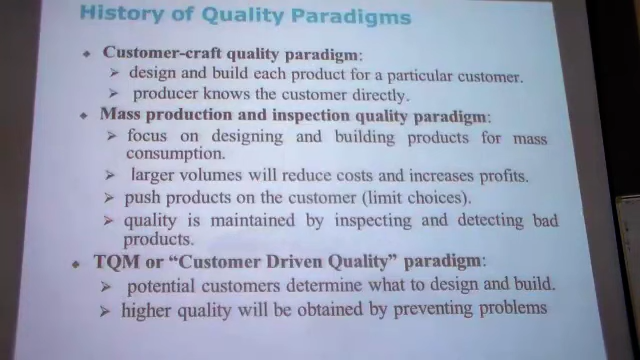 History of Quality Paradigms
◆ Customer-craft quality paradigm:
➢ design and build each product for a particular customer.
➢ producer knows the customer directly.
◆ Mass production and inspection quality paradigm:
➢ focus on designing and building products for mass
consumption.
➢ larger volumes will reduce costs and increases profits.
➢ push products on the customer (limit choices).
➢ quality is maintained by inspecting and detecting bad
products.
◆ TQM or “Customer Driven Quality” paradigm:
➢ potential customers determine what to design and build.
➢ higher quality will be obtained by preventing problems